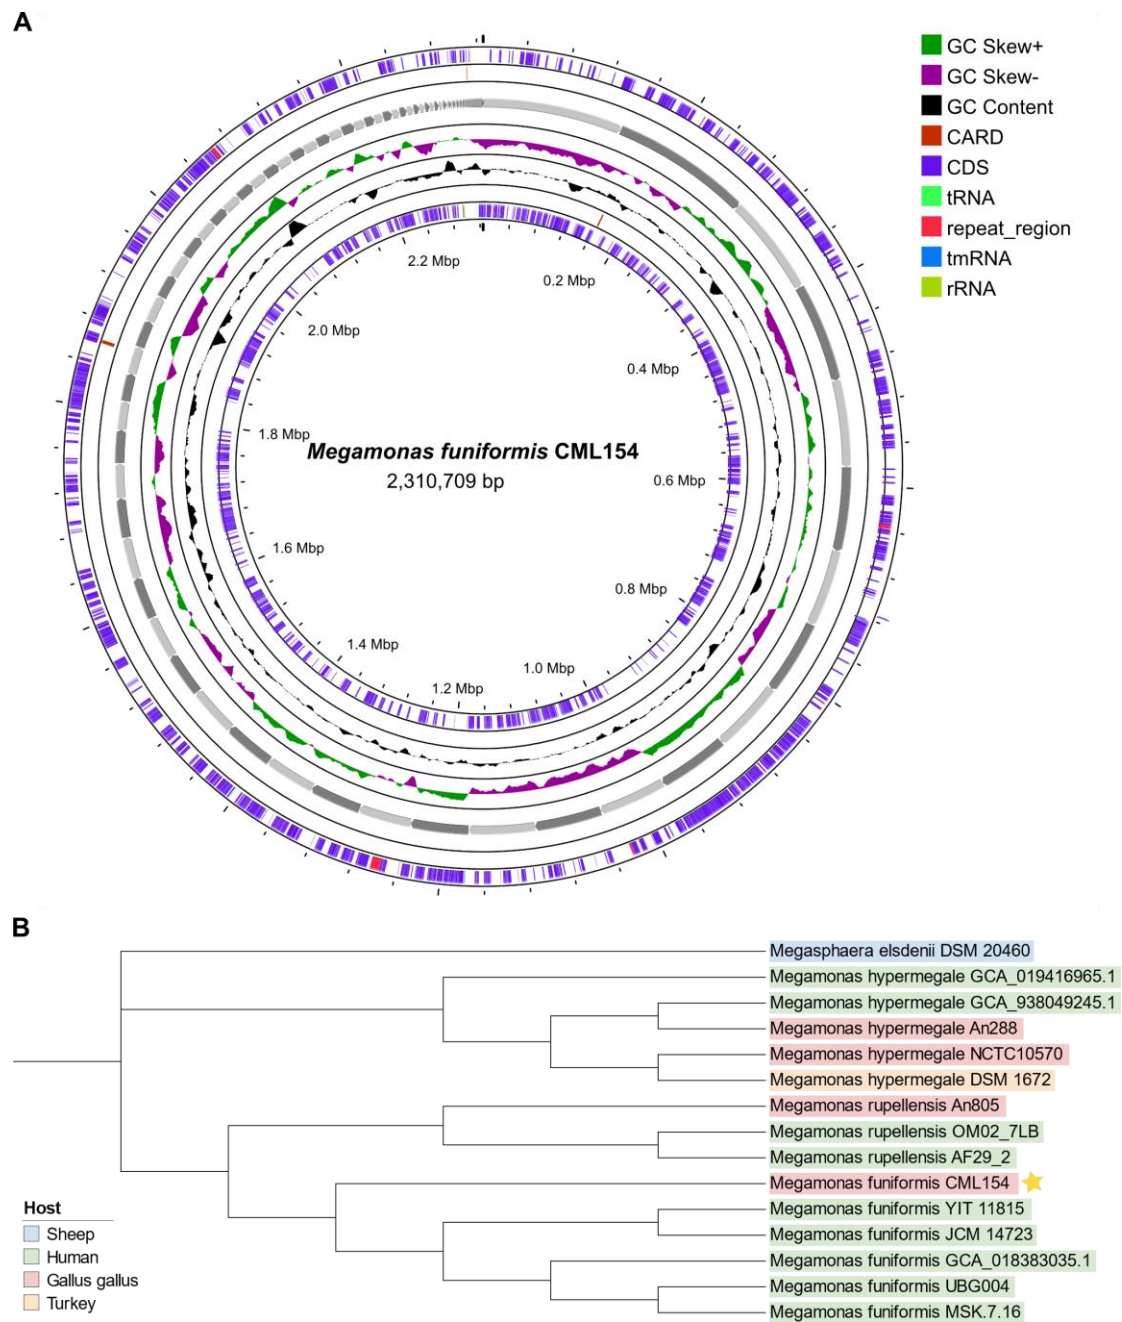 A
GC Skew+
GC Skew-
GC Content
CARD
CDS
tRNA
repeat_region
tmRNA
rRNA
2.2 Mbp
0.2 Mbp
2.0 Mbp
0.4 Mbp
1.8 Mbp
Megamonas funiformis CML154
2,310,709 bp
0.6 Mbp
1.6 Mbp
0.8 Mbp
1.4 Mbp
1.0 Mbp
1.2 Mbp
B
Megasphaera elsdenii DSM 20460
Megamonas hypermegale GCA_019416965.1
Megamonas hypermegale GCA_938049245.1
Megamonas hypermegale An288
Megamonas hypermegale NCTC10570
Megamonas hypermegale DSM 1672
Megamonas rupellensis An805
Megamonas rupellensis OM02_7LB
Megamonas rupellensis AF29_2
Megamonas funiformis CML154
Megamonas funiformis YIT 11815
Megamonas funiformis JCM 14723
Megamonas funiformis GCA_018383035.1
Megamonas funiformis UBG004
Megamonas funiformis MSK.7.16
Host
Sheep
Human
Gallus gallus
Turkey